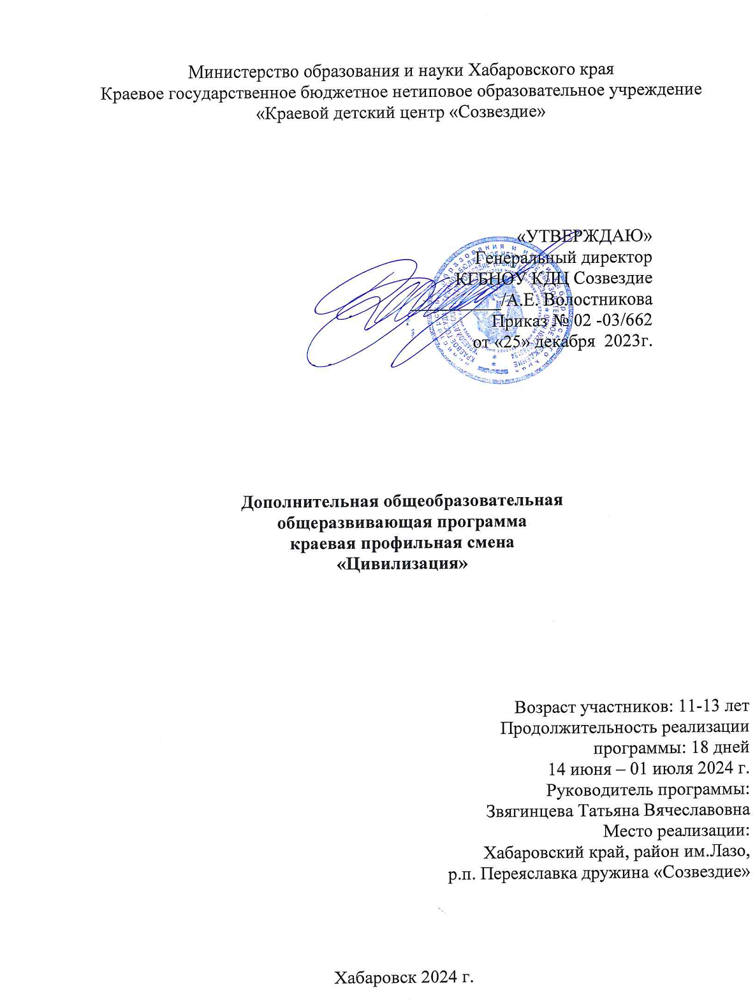 Министерство образования и науки Хабаровского края
Краевое государственное бюджетное нетиповое образовательное учреждение
«Краевой детский центр «Созвездие»
«УТВЕРЖДАЮ»
Генеральный директор
КГБНОУ КДЦ Созвездие
/А.Е. Волостникова
Приказ № 02 -03/662
от «25» декабря 2023г.
Дополнительная общеобразовательная
общеразвивающая программа
краевая профильная смена
«Цивилизация»
Возраст участников: 11-13 лет
Продолжительность реализации
программы: 18 дней
14 июня – 01 июля 2024 г.
Руководитель программы:
Звягинцева Татьяна Вячеславовна
Место реализации:
Хабаровский край, район им.Лазо,
р.п. Переяславка дружина «Созвездие»
Хабаровск 2024 г.